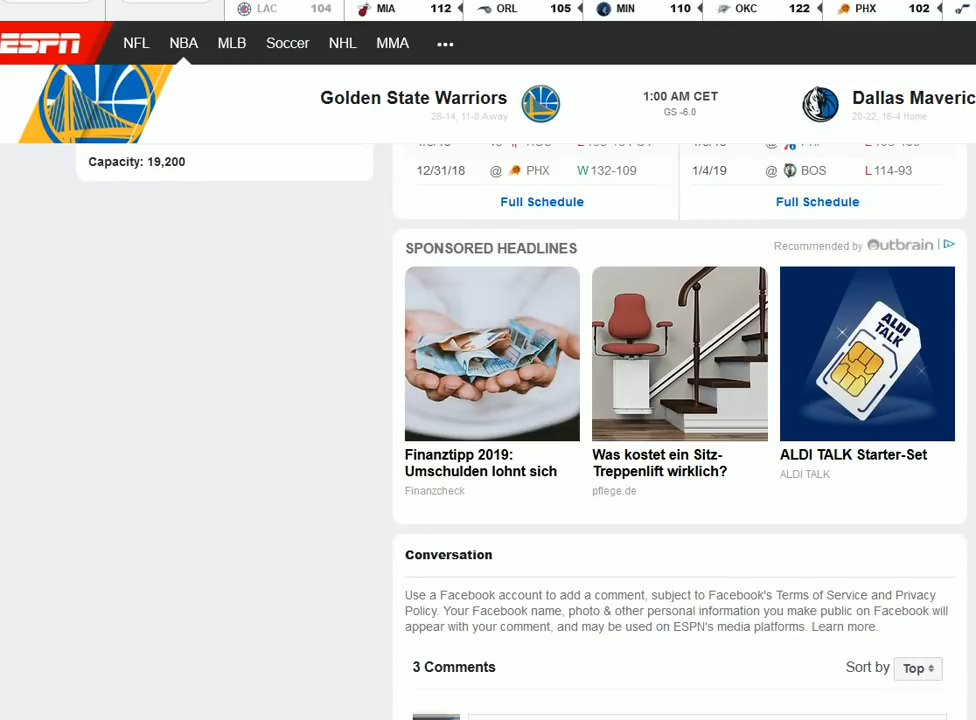 LAC 104 MIA 112 ORL 105 MIN 110 OKC 122 PHX 102
ESPN NFL NBA MLB Soccer NHL MMA •••
Golden State Warriors 1:00 AM CET Dallas Maveric
28-14, 11-8 Away GS -6.0 20-22, 16-4 Home
Capacity: 19,200
12/31/18 @ PHX W 132-109 1/4/19 @ BOS L 114-93
Full Schedule Full Schedule
SPONSORED HEADLINES Recommended by Outbrain
ALDI
TALK
Finanztipp 2019: Was kostet ein Sitz- ALDI TALK Starter-Set
Umschulden lohnt sich Treppenlift wirklich? ALDI TALK
Finanzcheck pflege.de
Conversation
Use a Facebook account to add a comment, subject to Facebook's Terms of Service and Privacy
Policy. Your Facebook name, photo & other personal information you make public on Facebook will
appear with your comment, and may be used on ESPN's media platforms. Learn more.
3 Comments Sort by Top